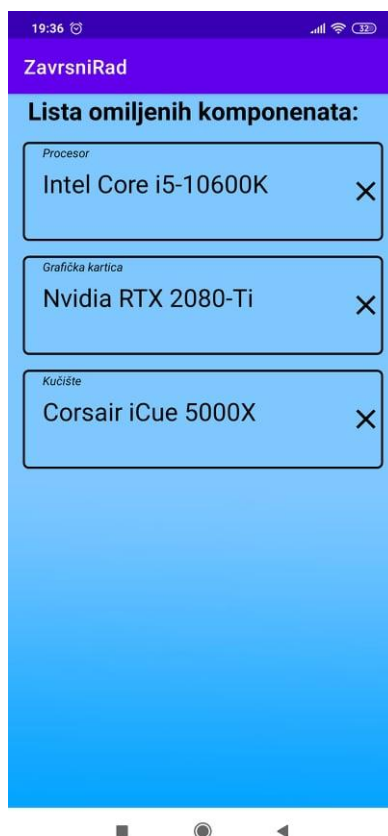 19:36 32
ZavrsniRad
Lista omiljenih komponenata:
Procesor
Intel Core i5-10600K
Grafička kartica
Nvidia RTX 2080-Ti
Kučište
Corsair iCue 5000X